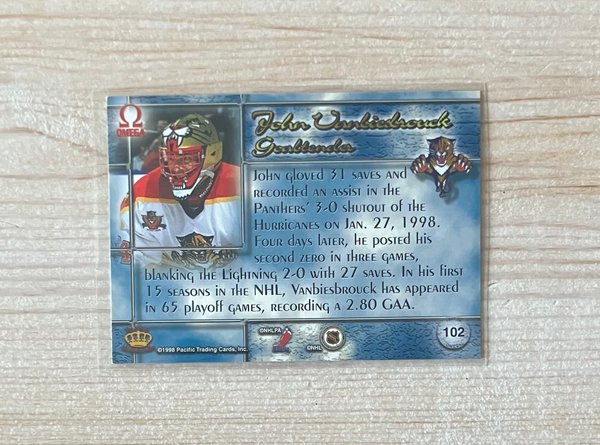 Ω
OMEGA
John Vanbiesbrouck
Goaltender
John gloved 31 saves and
recorded an assist in the
Panthers' 3-0 shutout of the
Hurricanes on Jan. 27, 1998.
Four days later, he posted his
second zero in three games,
blanking the Lightning 2-0 with 27 saves. In his first
15 seasons in the NHL, Vanbiesbrouck has appeared
in 65 playoff games, recording a 2.80 GAA.
©NHLPA
©NHL
©1998 Pacific Trading Cards, Inc.
102